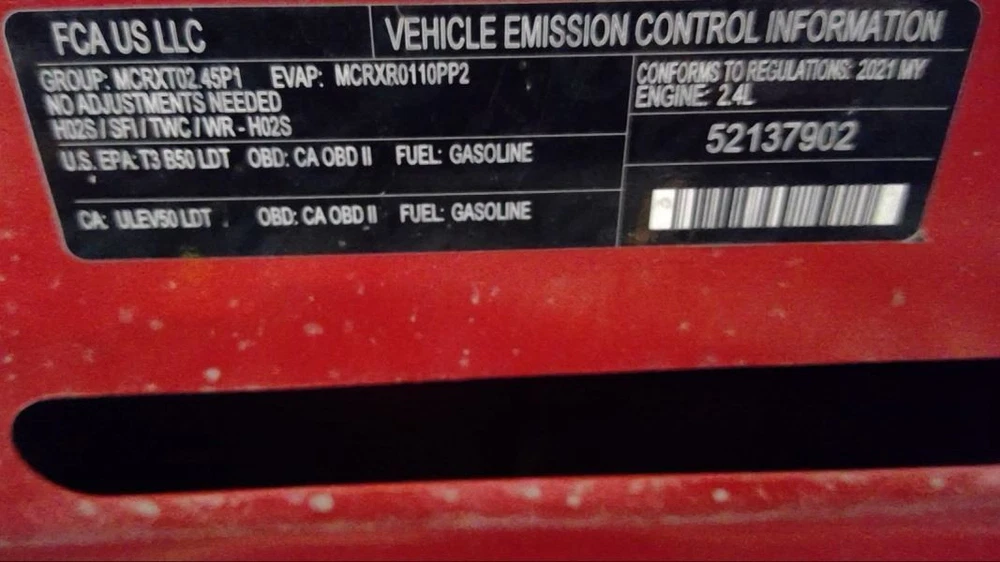 FCA US LLC
VEHICLE EMISSION CONTROL INFORMATION
GROUP: MCRXT02.45P1 EVAP: MCRXR0110PP2
NO ADJUSTMENTS NEEDED
H02S / SFI / TWC / WR - H02S
U.S. EPA: T3 B50 LDT OBD: CA OBD II FUEL: GASOLINE
CA: ULEV50 LDT OBD: CA OBD II FUEL: GASOLINE
CONFORMS TO REGULATIONS: 2021 MY
ENGINE: 2.4L
52137902